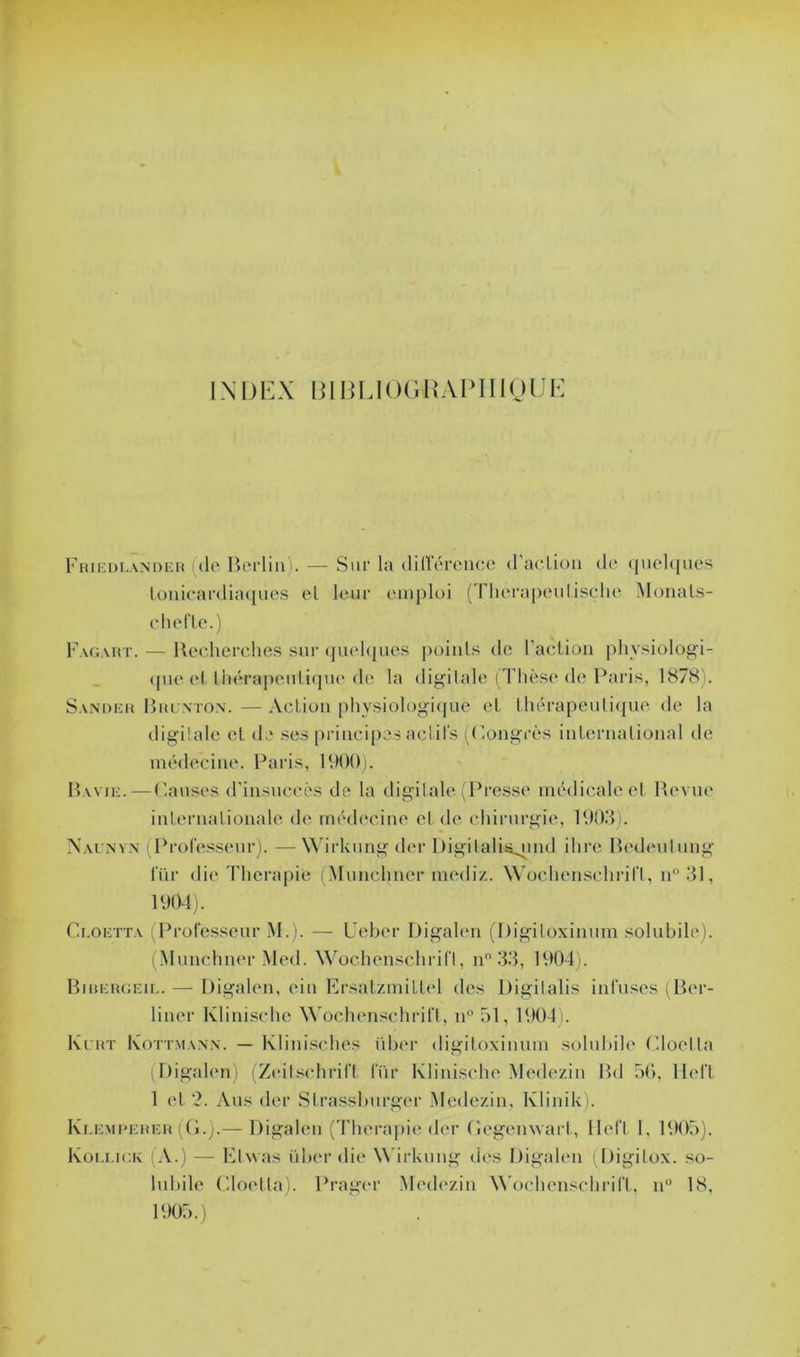 INDEX BIBLIOGRAPHIQUE
FRIEDLANDER (de Berlin). — Sur la différence d'action de quelques
tonicardiaques et leur emploi (Therapeutische Monats-
chefte.)
FAGART. — Recherches sur quelques points de l'action physiologi-
que et thérapeutique de la digitale (Thèse de Paris, 1878).
SANDER BRUNTON. — Action physiologique et thérapeutique de la
digitale et de ses principes actifs (Congrès international de
médecine. Paris, 1900).
BAVIE. — Causes d'insuccès de la digitale (Presse médicale et Revue
internationale de médecine et de chirurgie, 1903).
NAUNYN (Professeur). — Wirkung der Digitalis und ihre Bedeutung
für die Therapie (Munchner mediz. Wochenschrift, n° 31,
1904).
CLOETTA (Professeur M.). — Ueber Digalen (Digitoxinum solubile).
(Munchner Med. Wochenschrift, n° 33, 1904).
BIBERGEIL. — Digalen, ein Ersatzmittel des Digitalis infuses (Ber-
liner Klinische Wochenschrift, n° 51, 1904).
KURT KOTTMANN. — Klinisches über digitoxinum solubile Cloetta
(Digalen) (Zeitschrift für Klinische Medezin Bd 56, Heft
1 et 2. Aus der Strassburger Medezin, Klinik).
KLEMPERER (G.). — Digalen (Therapie der Gegenwart, Heft I, 1905).
KOLLICK (A.) — Etwas über die Wirkung des Digalen (Digitox. so-
lubile Cloetta). Prager Medezin Wochenschrift, n° 18,
1905.)